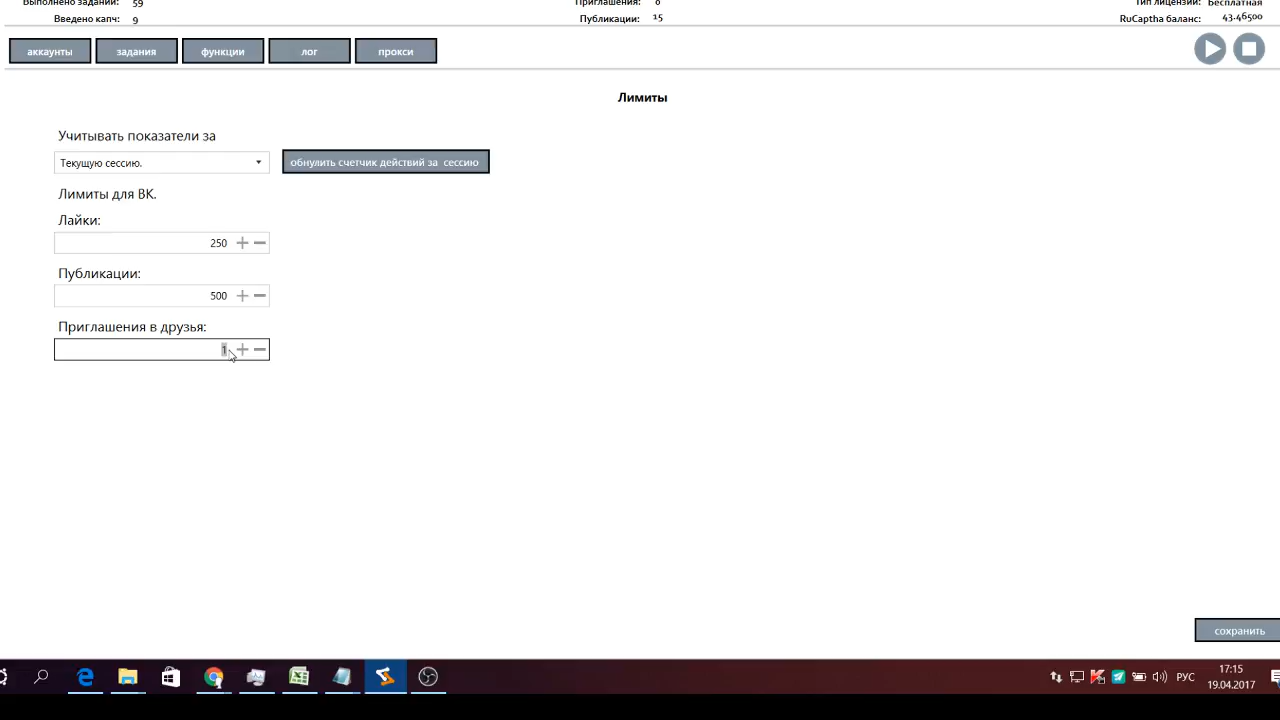 Выполнено заданий: 59
Приглашения: 0
Тип лицензии: Бесплатная
Введено капч: 9
Публикации: 15
RuCaptha баланс: 43.46500
аккаунты задания функции лог прокси
Лимиты
Учитывать показатели за
Текущую сессию. обнулить счетчик действий за сессию
Лимиты для ВК.
Лайки:
250
Публикации:
500
Приглашения в друзья:
1
сохранить
17:15
РУС
19.04.2017